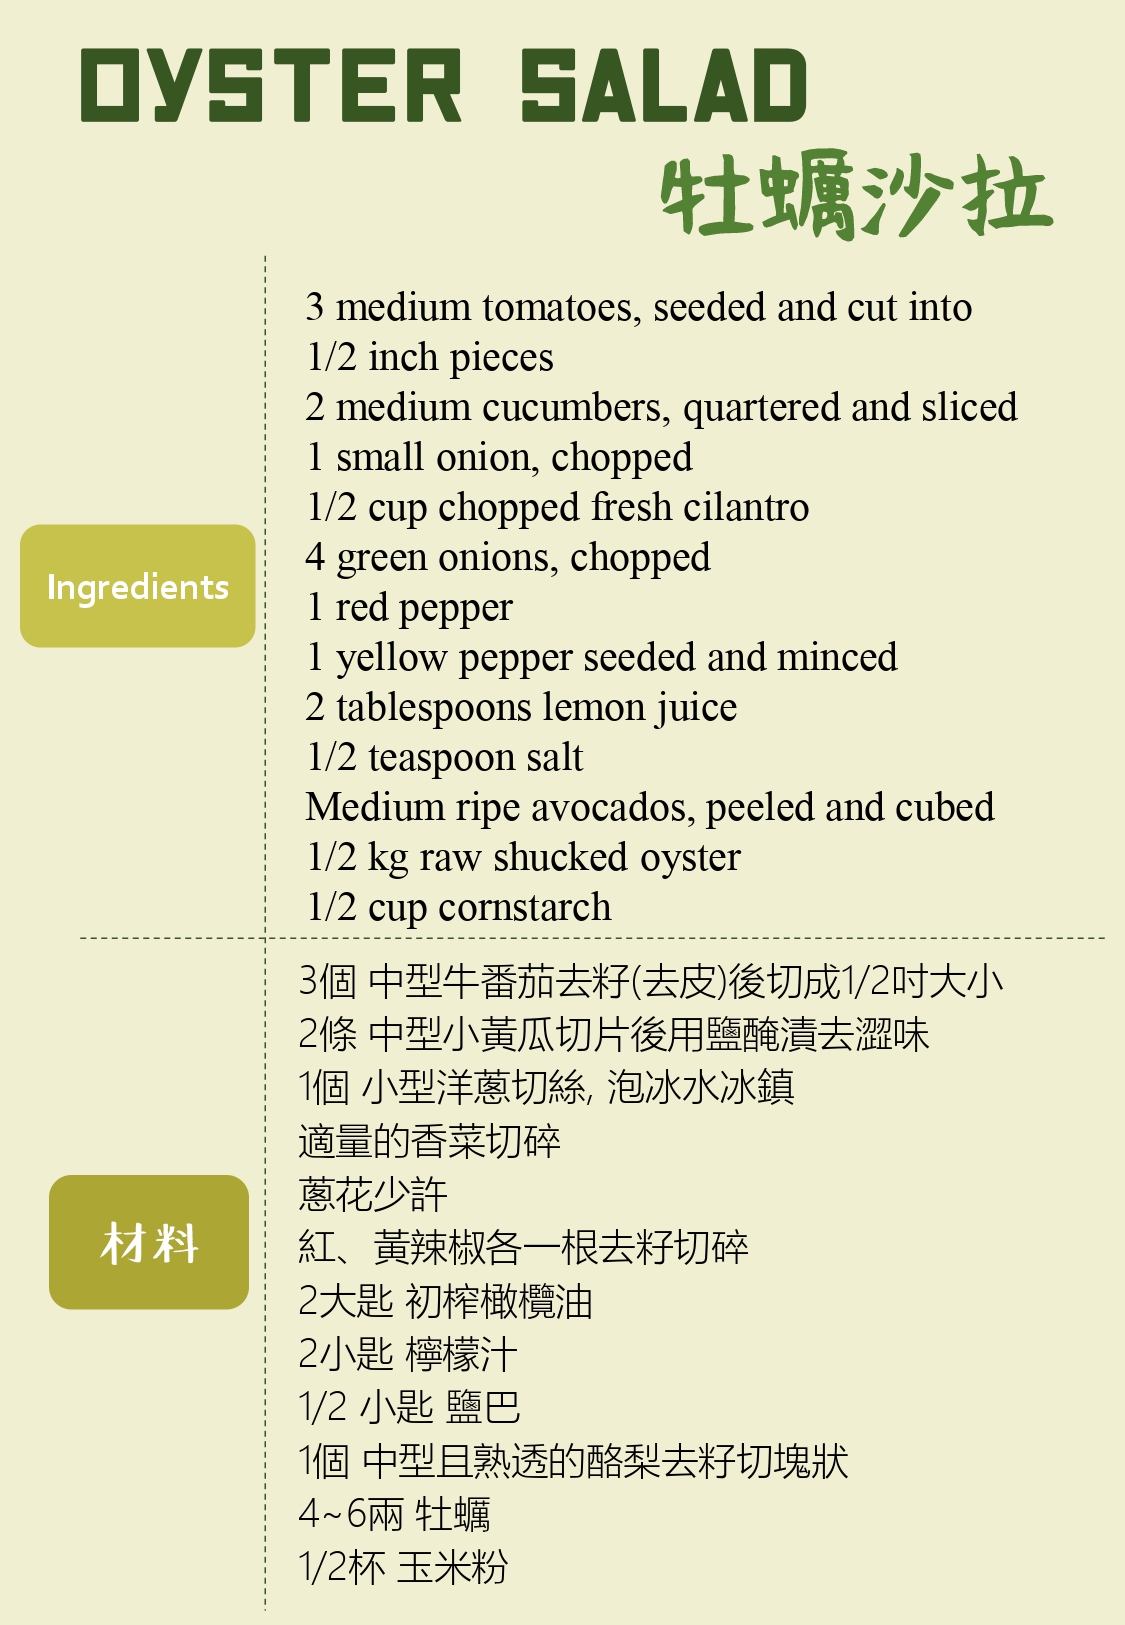 OYSTER SALAD
牡蠣沙拉
Ingredients
3 medium tomatoes, seeded and cut into
1/2 inch pieces
2 medium cucumbers, quartered and sliced
1 small onion, chopped
1/2 cup chopped fresh cilantro
4 green onions, chopped
1 red pepper
1 yellow pepper seeded and minced
2 tablespoons lemon juice
1/2 teaspoon salt
Medium ripe avocados, peeled and cubed
1/2 kg raw shucked oyster
1/2 cup cornstarch
材料
3個 中型牛番茄去籽(去皮)後切成1/2吋大小
2條 中型小黃瓜切片後用鹽醃漬去澀味
1個 小型洋蔥切絲, 泡冰水冰鎮
適量的香菜切碎
蔥花少許
紅、黃辣椒各一根去籽切碎
2大匙 初榨橄欖油
2小匙 檸檬汁
1/2 小匙 鹽巴
1個 中型且熟透的酪梨去籽切塊狀
4~6兩 牡蠣
1/2杯 玉米粉